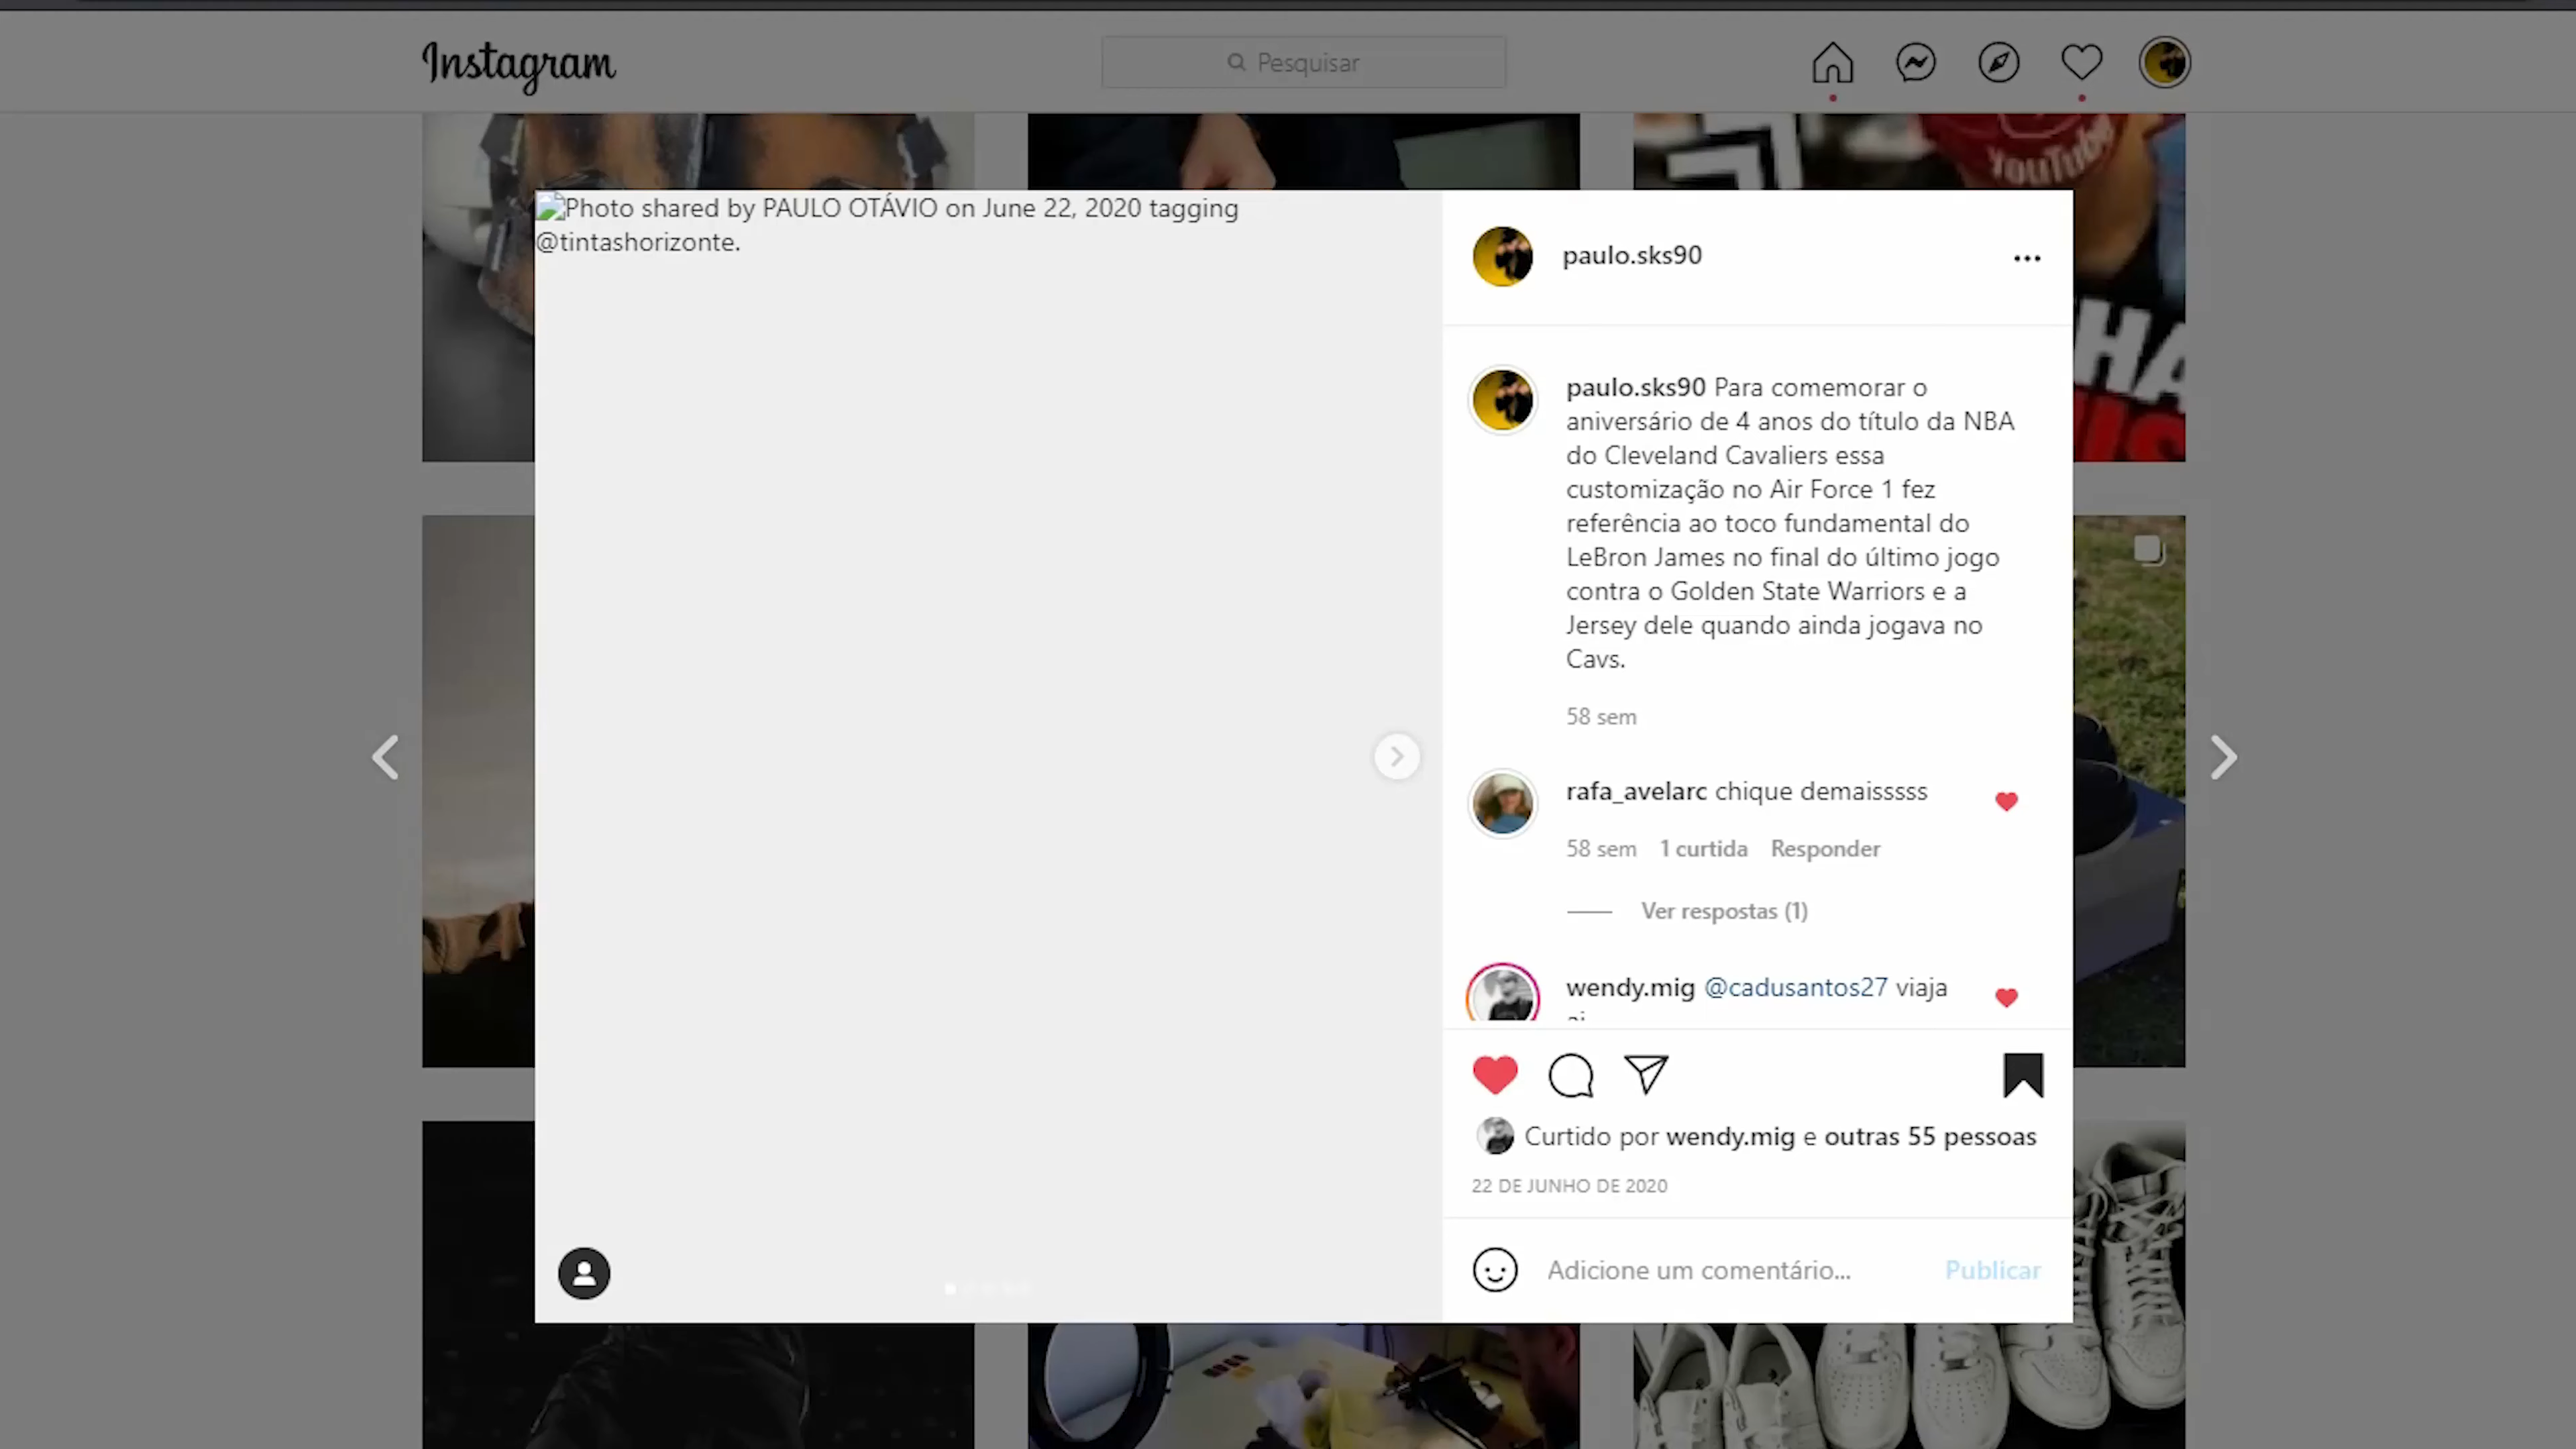 Instagram
Pesquisar
YouTube
Photo shared by PAULO OTÁVIO on June 22, 2020 tagging
@tintashorizonte.
paulo.sks90
paulo.sks90 Para comemorar o
aniversário de 4 anos do título da NBA
do Cleveland Cavaliers essa
customização no Air Force 1 fez
referência ao toco fundamental do
LeBron James no final do último jogo
contra o Golden State Warriors e a
Jersey dele quando ainda jogava no
Cavs.
58 sem
rafa_avelarc chique demaisssss
58 sem 1 curtida Responder
Ver respostas (1)
wendy.mig @cadusantos27 viaja
Curtido por wendy.mig e outras 55 pessoas
22 DE JUNHO DE 2020
Adicione um comentário... Publicar